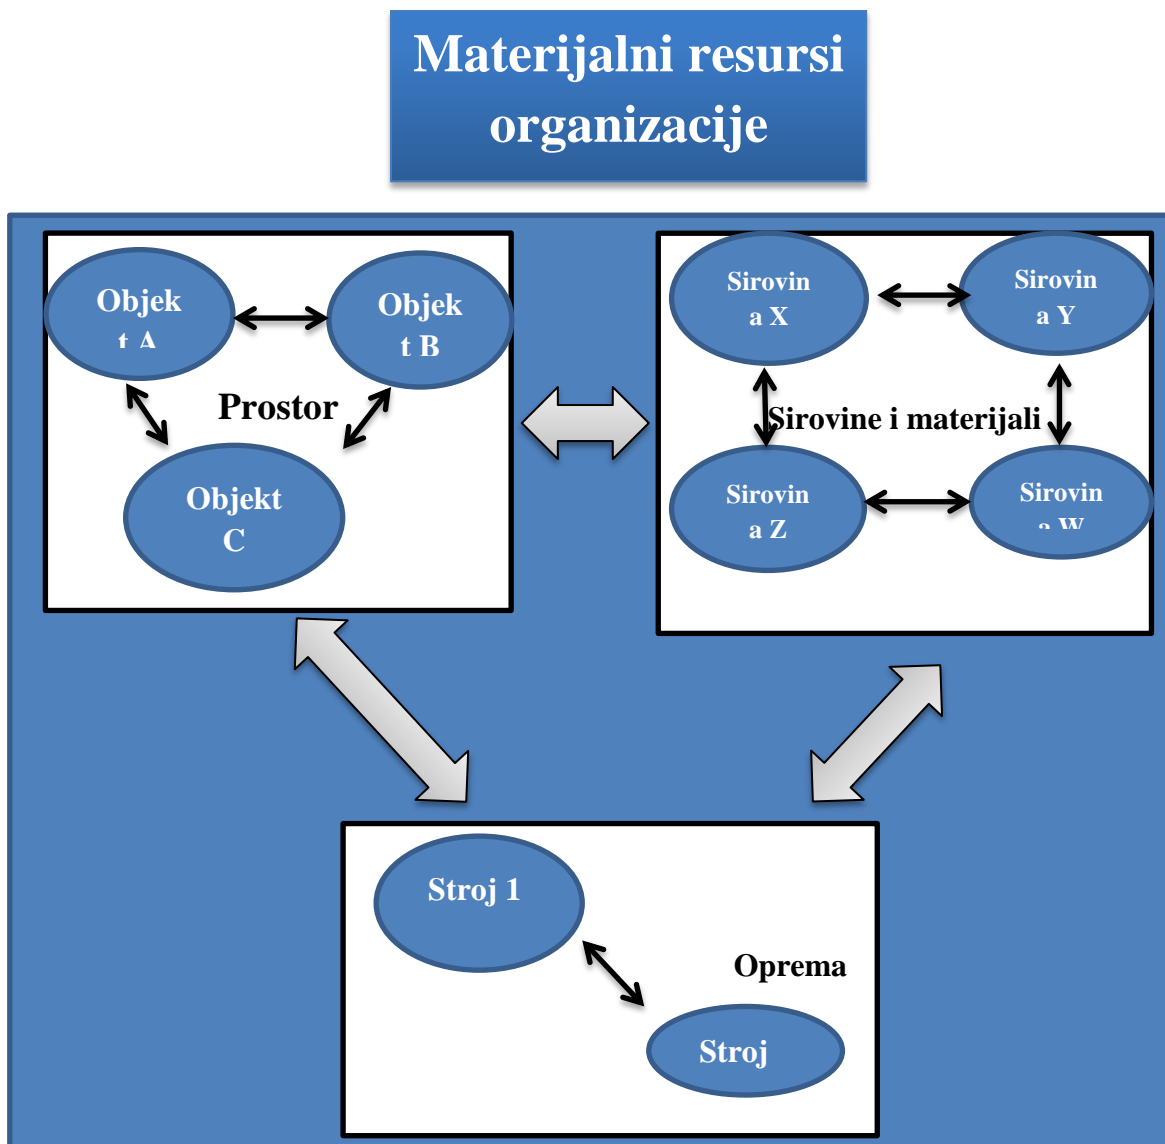 Materijalni resursi
organizacije
Objek
t A
Objek
t B
Prostor
Objekt
C
Sirovin
a X
Sirovin
a Y
Sirovine i materijali
Sirovin
a Z
Sirovin
a W
Stroj 1
Oprema
Stroj